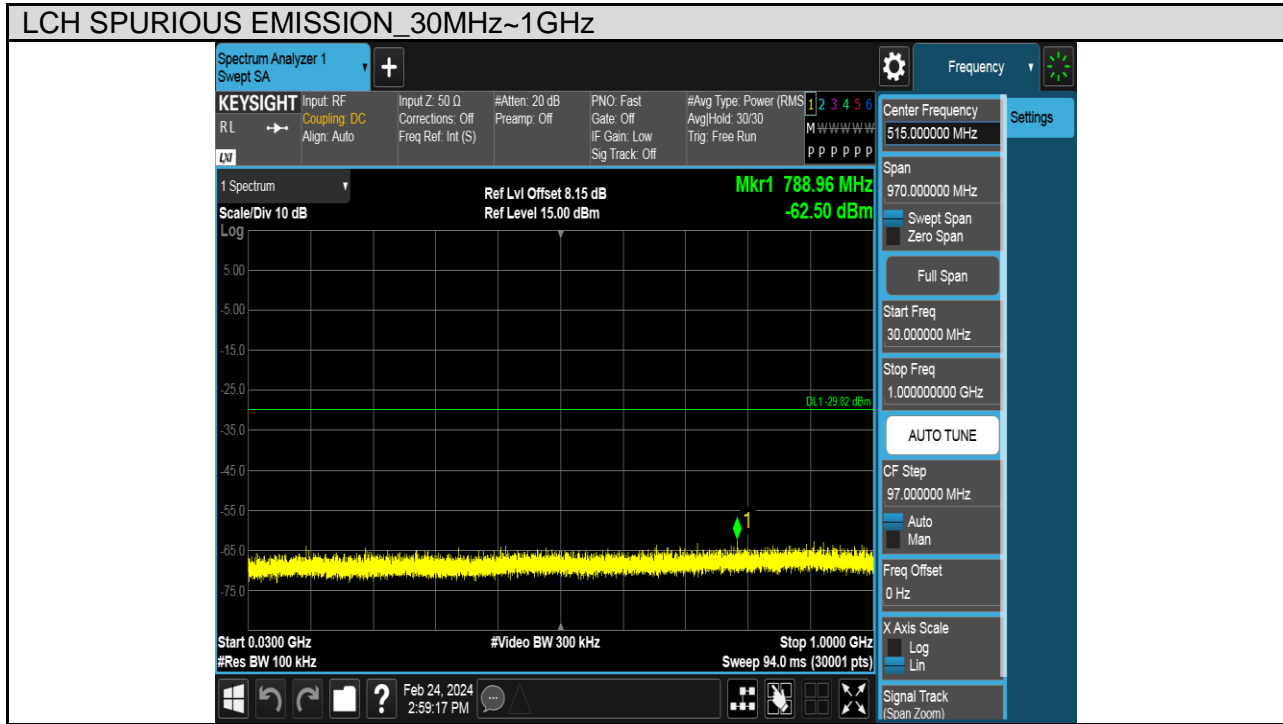 LCH SPURIOUS EMISSION_30MHz~1GHz
Spectrum Analyzer 1
Swept SA
+
Frequency
KEYSIGHT Input: RF Input Z: 50 Ω #Atten: 20 dB PNO: Fast #Avg Type: Power (RMS 1 2 3 4 5 6
RL Coupling: DC Corrections: Off Preamp: Off Gate: Off Avg|Hold: 30/30 M W W W W W
Align: Auto Freq Ref: Int (S) IF Gain: Low Trig: Free Run
LXI Sig Track: Off P P P P P P
1 Spectrum Ref Lvl Offset 8.15 dB Mkr1 788.96 MHz
Scale/Div 10 dB Ref Level 15.00 dBm -62.50 dBm
Log
5.00
-5.00
-15.0
-25.0
DL1 -29.82 dBm
-35.0
-45.0
-55.0
1
-65.0
-75.0
Start 0.0300 GHz #Video BW 300 kHz Stop 1.0000 GHz
#Res BW 100 kHz Sweep 94.0 ms (30001 pts)
? Feb 24, 2024
2:59:17 PM
Center Frequency
515.000000 MHz
Settings
Span
970.000000 MHz
Swept Span
Zero Span
Full Span
Start Freq
30.000000 MHz
Stop Freq
1.000000000 GHz
AUTO TUNE
CF Step
97.000000 MHz
Auto
Man
Freq Offset
0 Hz
X Axis Scale
Log
Lin
Signal Track
(Span Zoom)